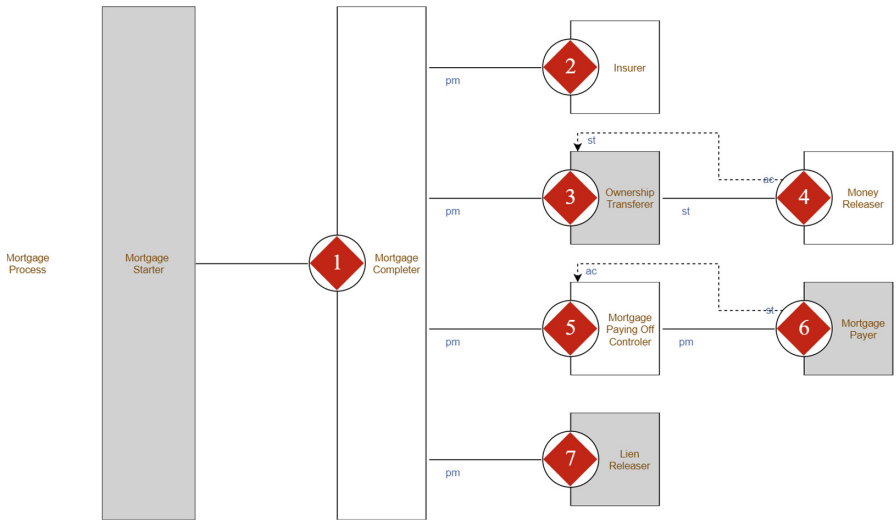 2
Insurer
pm
st
ac
3
Ownership
Transferer
4
Money
Releaser
pm
st
Mortgage
Process
Mortgage
Starter
1
Mortgage
Completer
ac
st
5
Mortgage
Paying Off
Controler
6
Mortgage
Payer
pm
pm
7
Lien
Releaser
pm